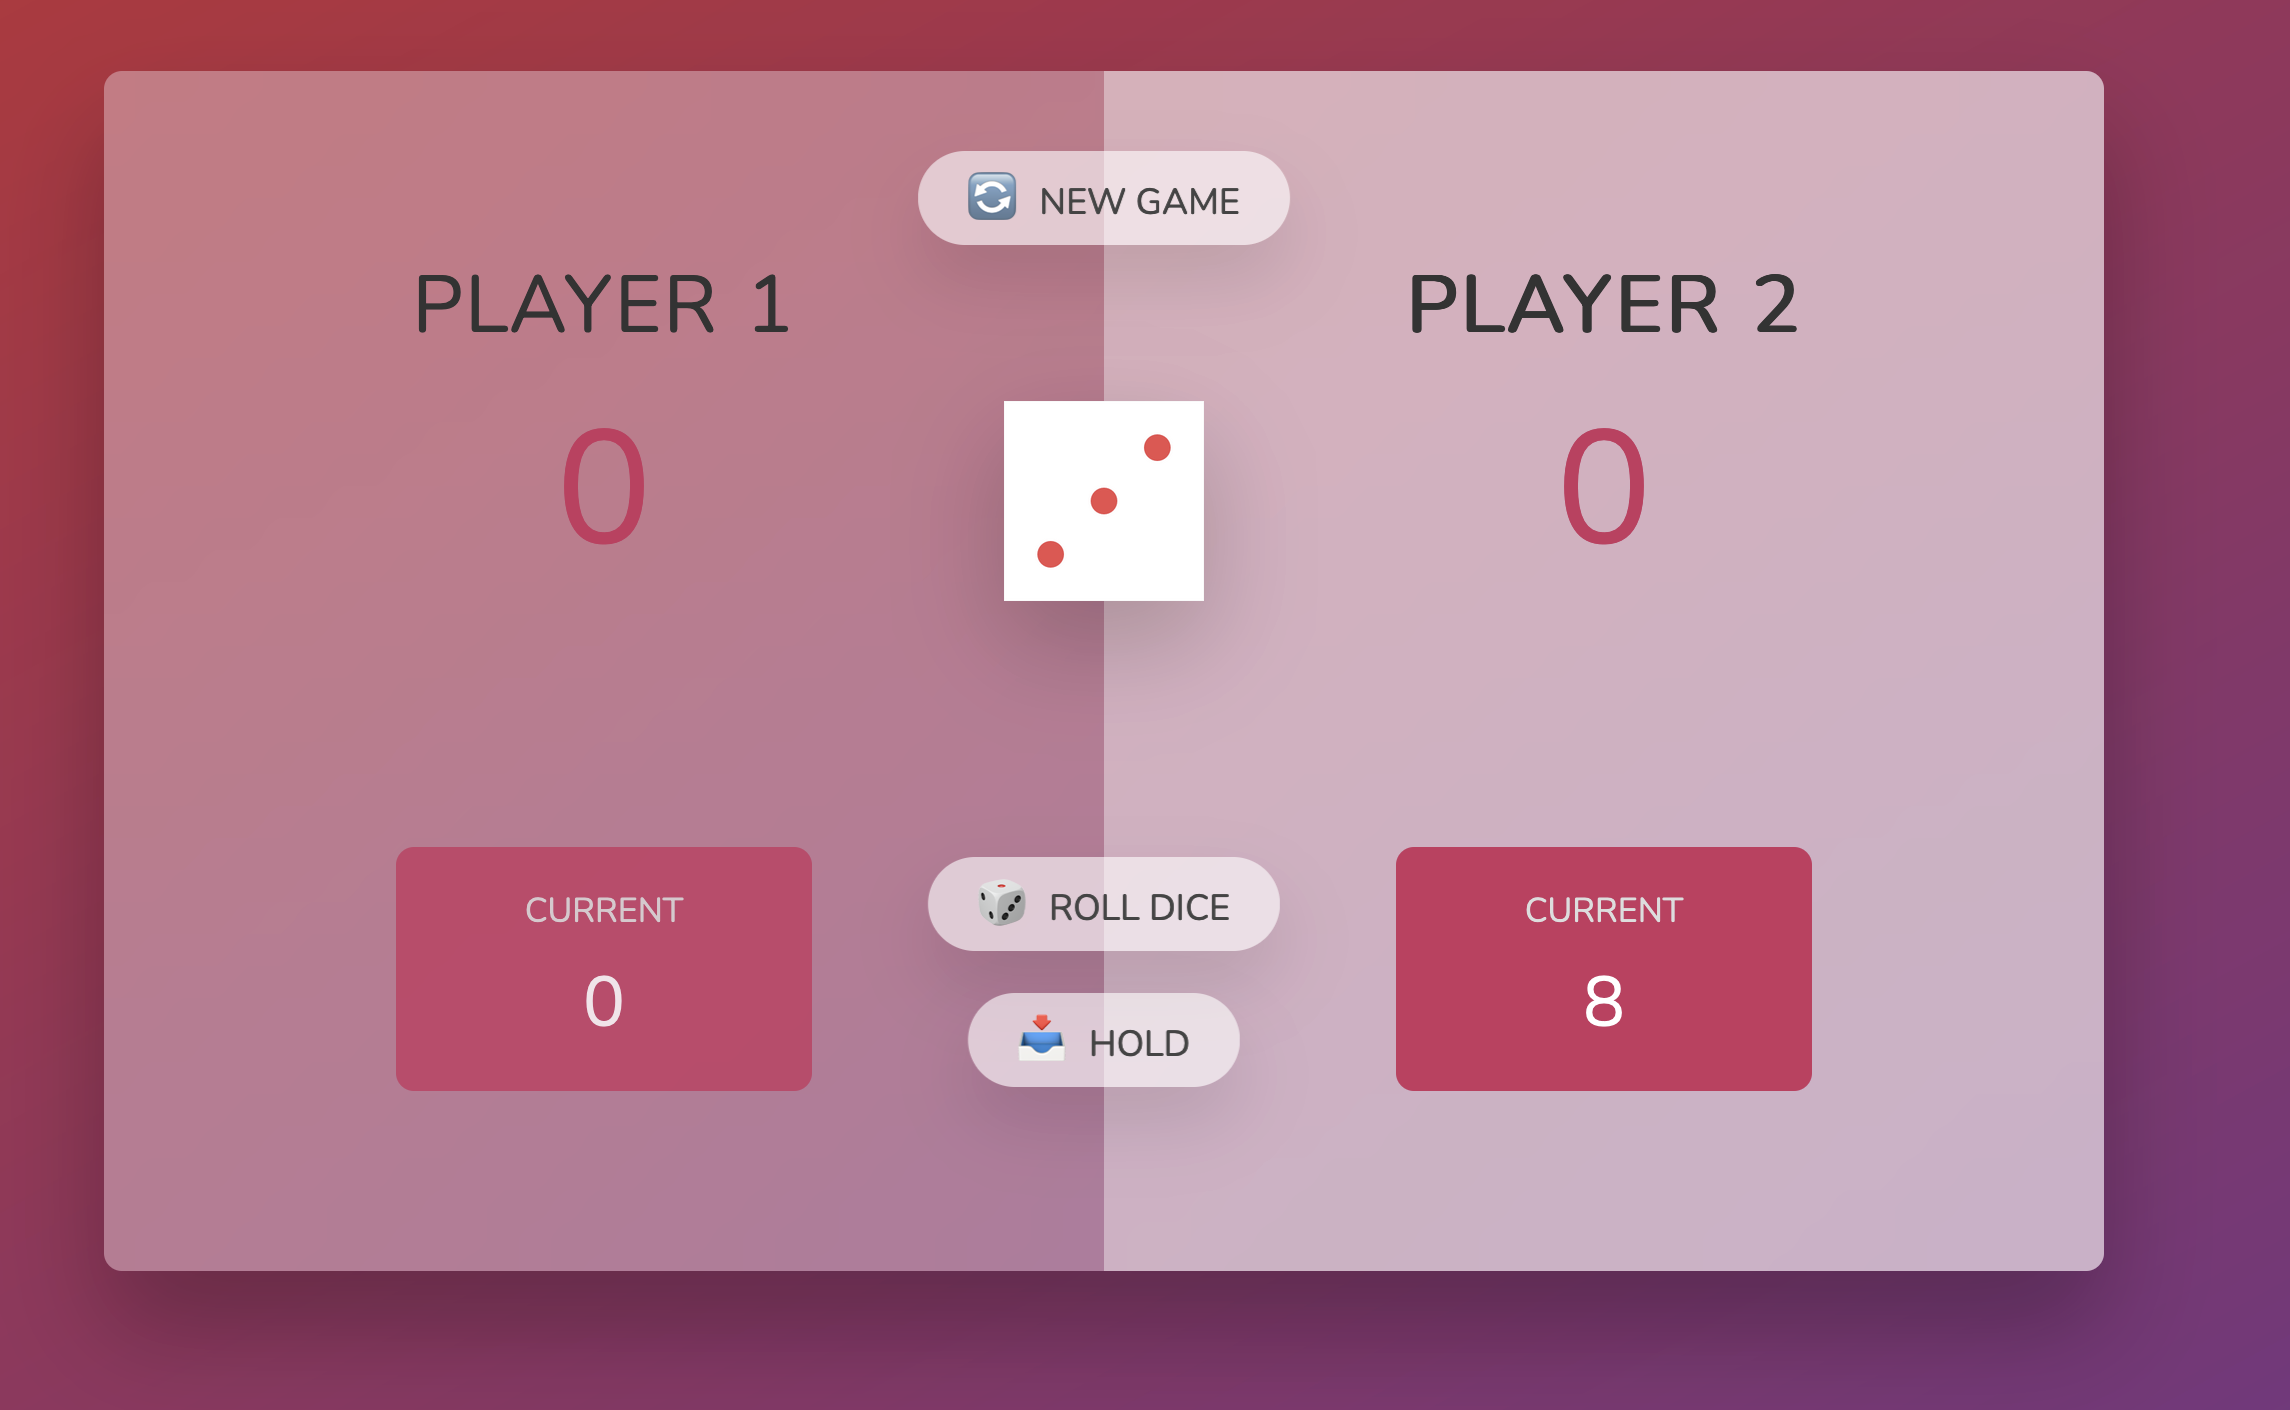 NEW GAME
PLAYER 1
0
PLAYER 2
0
CURRENT
0
ROLL DICE
HOLD
CURRENT
8